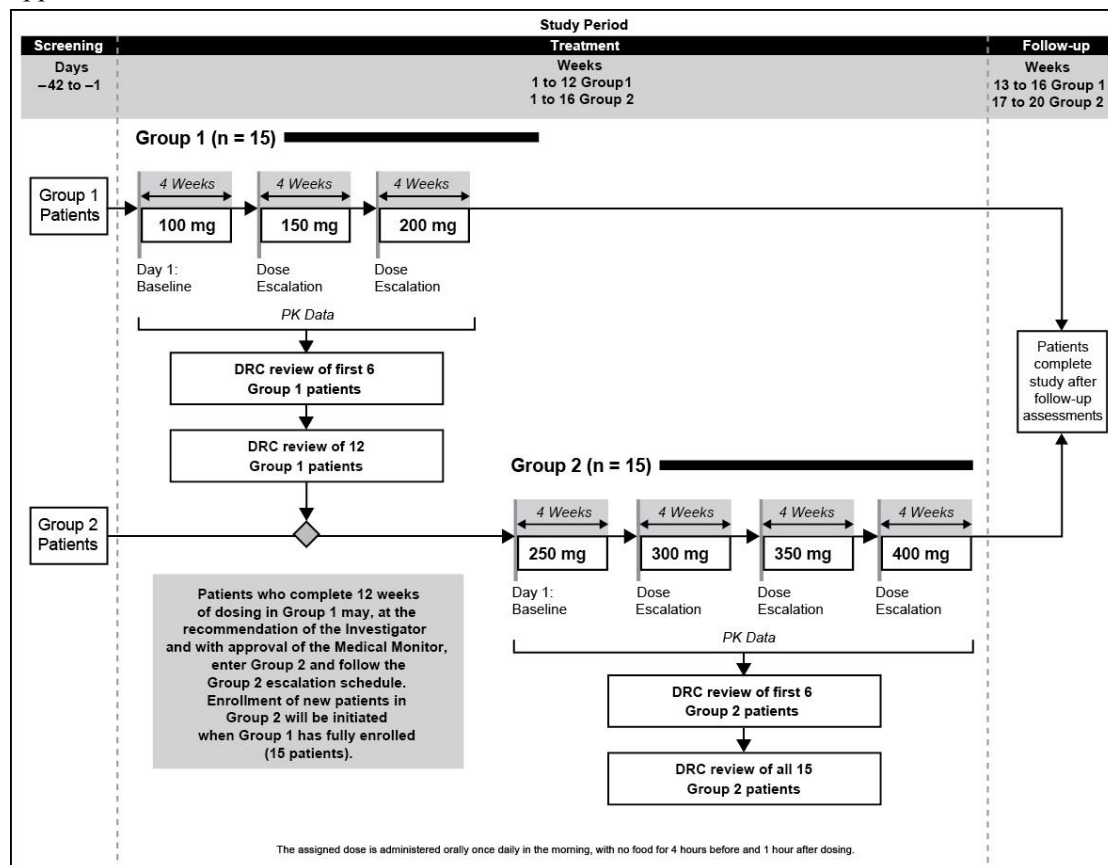 Study Period
Screening
Treatment
Follow-up
Days
–42 to –1
Weeks
1 to 12 Group1
1 to 16 Group 2
Weeks
13 to 16 Group 1
17 to 20 Group 2
Group 1 (n = 15)
Group 1
Patients
4 Weeks
4 Weeks
4 Weeks
100 mg
150 mg
200 mg
Day 1:
Baseline
Dose
Escalation
Dose
Escalation
PK Data
DRC review of first 6
Group 1 patients
DRC review of 12
Group 1 patients
Patients
complete
study after
follow-up
assessments
Group 2 (n = 15)
Group 2
Patients
4 Weeks
4 Weeks
4 Weeks
4 Weeks
250 mg
300 mg
350 mg
400 mg
Day 1:
Baseline
Dose
Escalation
Dose
Escalation
Dose
Escalation
Patients who complete 12 weeks
of dosing in Group 1 may, at the
recommendation of the Investigator
and with approval of the Medical Monitor,
enter Group 2 and follow the
Group 2 escalation schedule.
Enrollment of new patients in
Group 2 will be initiated
when Group 1 has fully enrolled
(15 patients).
PK Data
DRC review of first 6
Group 2 patients
DRC review of all 15
Group 2 patients
The assigned dose is administered orally once daily in the morning, with no food for 4 hours before and 1 hour after dosing.